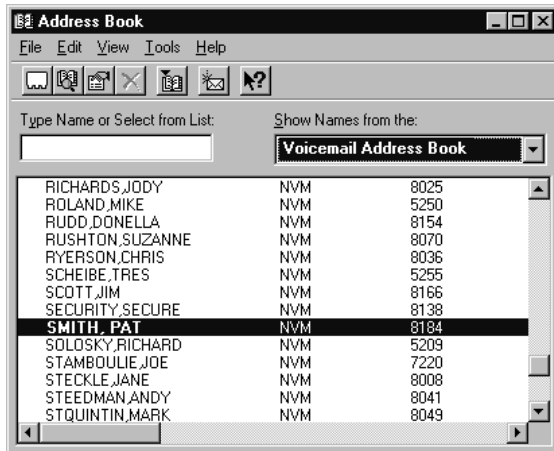 Address Book
File Edit View Tools Help
Type Name or Select from List: Show Names from the:
Voicemail Address Book
RICHARDS,JODY NVM 8025
ROLAND,MIKE NVM 5250
RUDD,DONELLA NVM 8154
RUSHTON,SUZANNE NVM 8070
RYERSON,CHRIS NVM 8036
SCHEIBE,TRES NVM 5255
SCOTT,JIM NVM 8166
SECURITY,SECURE NVM 8138
SMITH, PAT NVM 8184
SOLOSKY,RICHARD NVM 5209
STAMBOULIE,JOE NVM 7220
STECKLE,JANE NVM 8008
STEEDMAN,ANDY NVM 8041
STQUINTIN,MARK NVM 8049